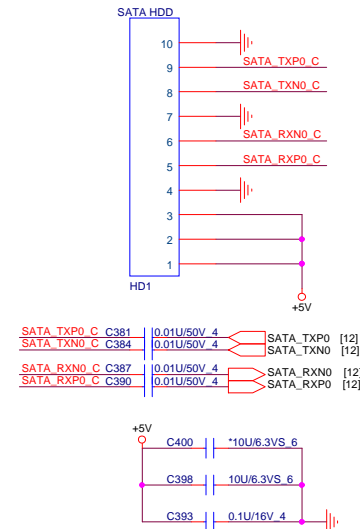 SATA HDD
10
9 SATA_TXP0_C
8 SATA_TXN0_C
7
6 SATA_RXN0_C
5 SATA_RXP0_C
4
3
2
1
HD1
+5V
SATA_TXP0_C C381 0.01U/50V_4 SATA_TXP0 [12]
SATA_TXN0_C C384 0.01U/50V_4 SATA_TXN0 [12]
SATA_RXN0_C C387 0.01U/50V_4 SATA_RXN0 [12]
SATA_RXP0_C C390 0.01U/50V_4 SATA_RXP0 [12]
+5V
C400 *10U/6.3VS_6
C398 10U/6.3VS_6
C393 0.1U/16V_4